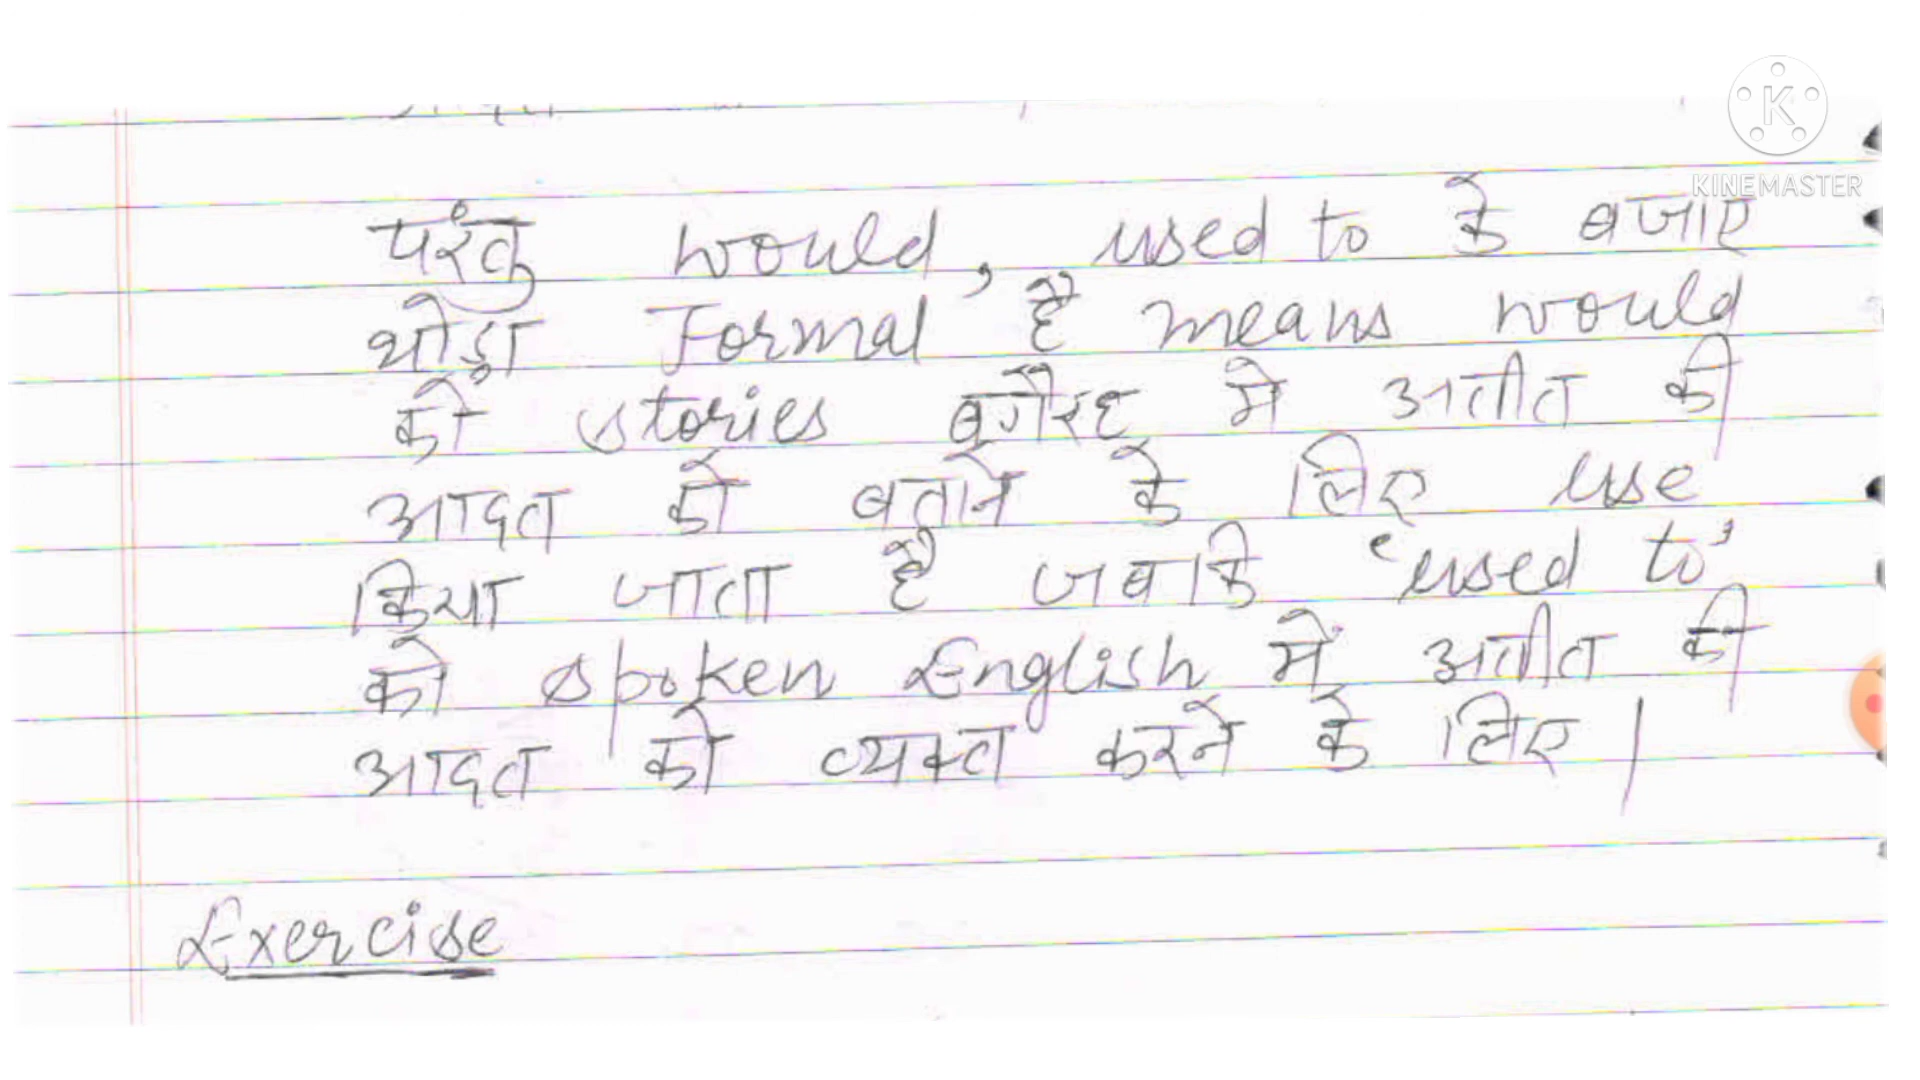 KINEMASTER
परंतु would, used to के बजाए
थोड़ा Formal है means would
को stories वगैरह मे अतीत की
आदत को बताने के लिए use
किया जाता है जबकि 'used to'
को spoken English में अतीत की
आदत को व्यक्त करने के लिए।
Exercise